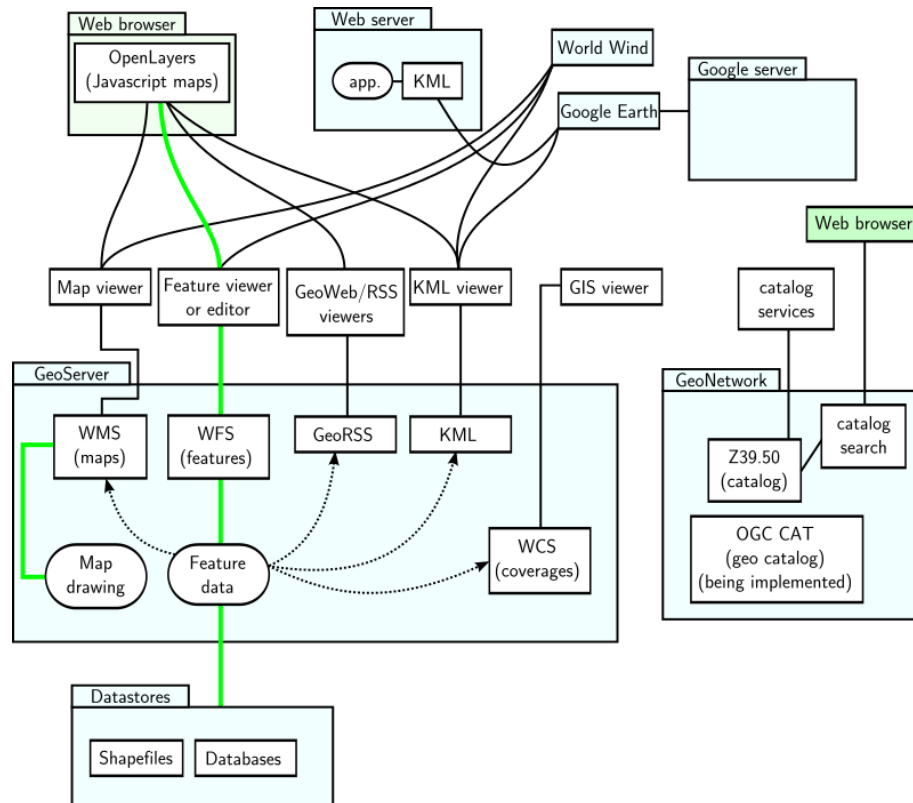 Web browser
OpenLayers
(Javascript maps)
Web server
app.
KML
World Wind
Google Earth
Google server
Web browser
Map viewer
Feature viewer
or editor
GeoWeb/RSS
viewers
KML viewer
GIS viewer
catalog
services
GeoServer
WMS
(maps)
WFS
(features)
GeoRSS
KML
Map
drawing
Feature
data
WCS
(coverages)
GeoNetwork
Z39.50
(catalog)
catalog
search
OGC CAT
(geo catalog)
(being implemented)
Datastores
Shapefiles
Databases